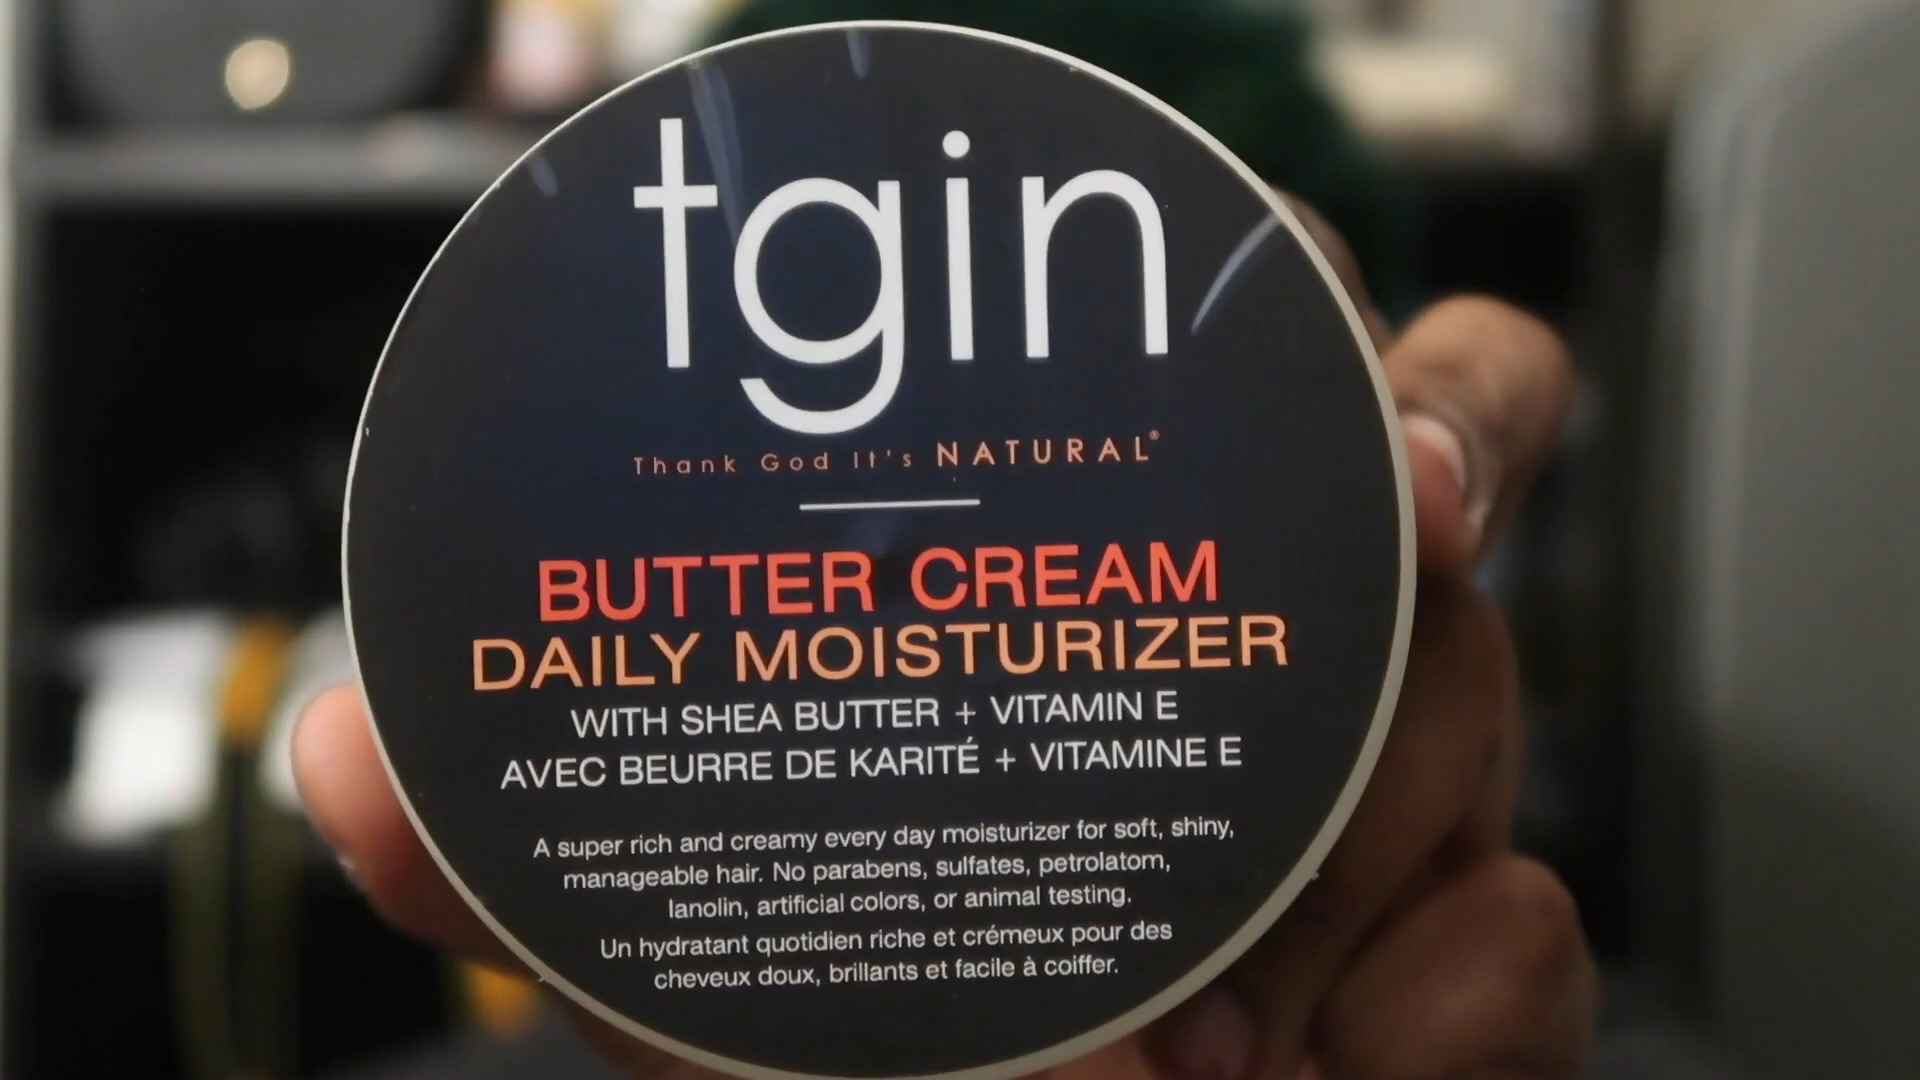 tgin
Thank God It's NATURAL®
BUTTER CREAM
DAILY MOISTURIZER
WITH SHEA BUTTER + VITAMIN E
AVEC BEURRE DE KARITÉ + VITAMINE E
A super rich and creamy every day moisturizer for soft, shiny,
manageable hair. No parabens, sulfates, petrolatom,
lanolin, artificial colors, or animal testing.
Un hydratant quotidien riche et crémeux pour des
cheveux doux, brillants et facile à coiffer.